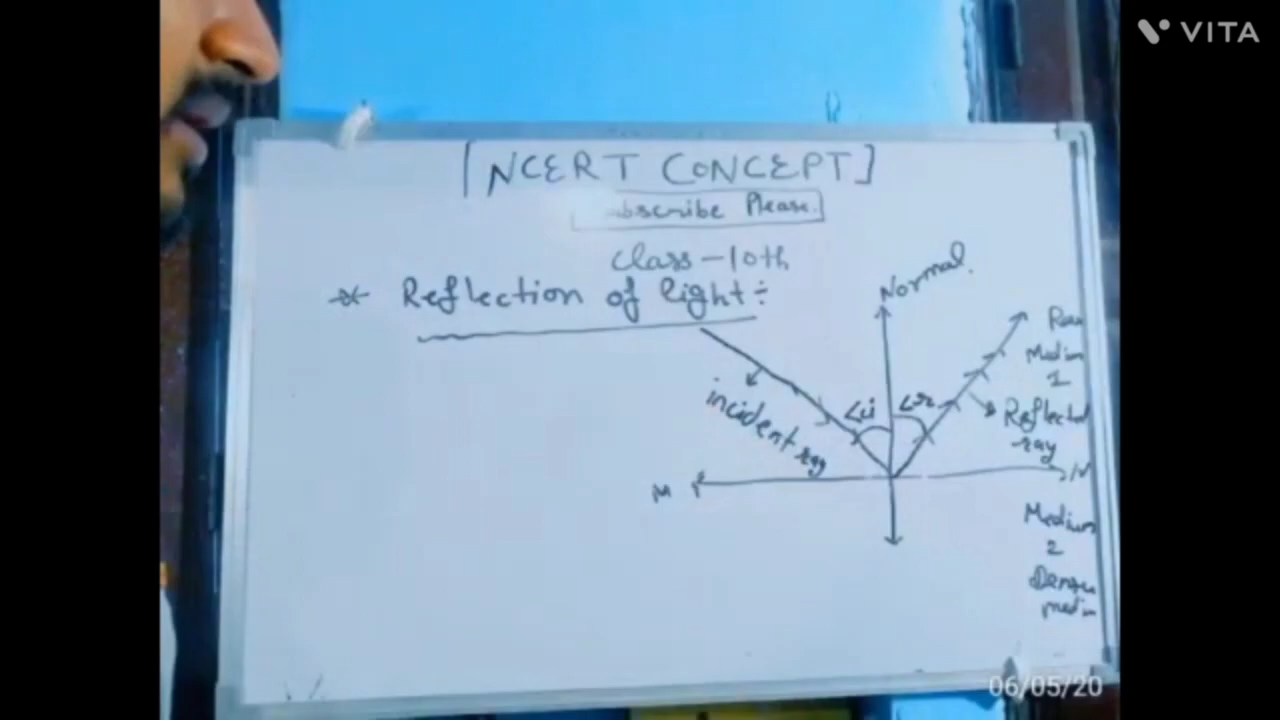 VITA
[NCERT CONCEPT]
Subscribe Please.
Class-10th
* Reflection of light:
Normal.
Medium
1
incident ray
<i
<r
Reflected
ray
M
N
Medium
2
Denser
06/05/20